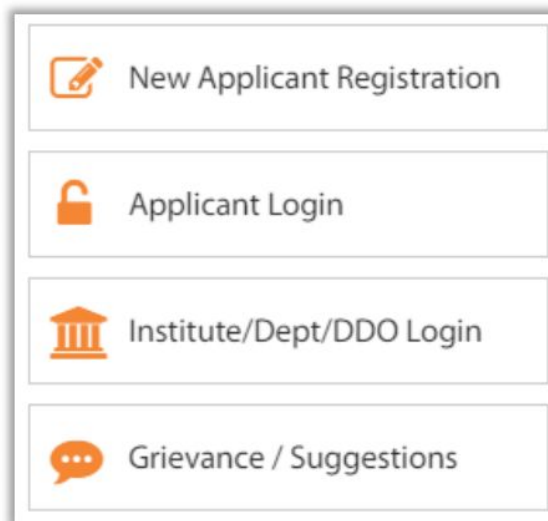 New Applicant Registration
Applicant Login
Institute/Dept/DDO Login
Grievance / Suggestions